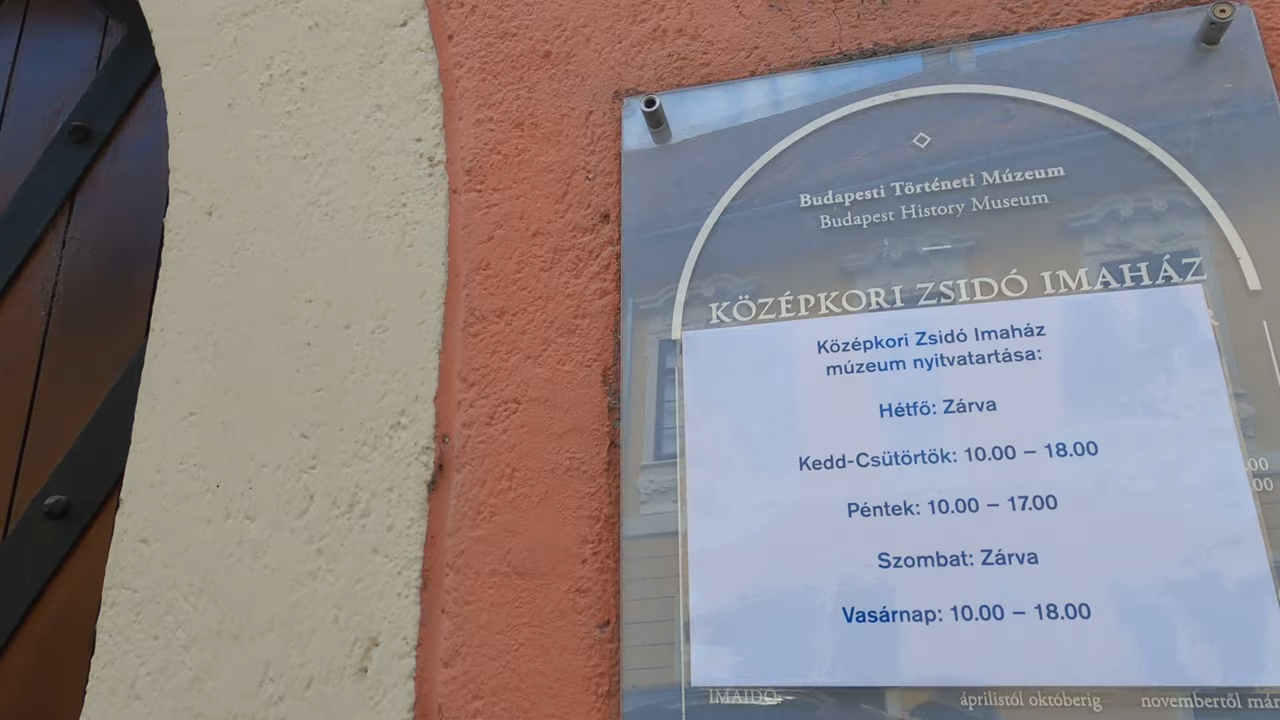 Budapesti Történeti Múzeum
Budapest History Museum
KÖZÉPKORI ZSIDÓ IMAHÁZ
Középkori Zsidó Imaház
múzeum nyitvatartása:
Hétfő: Zárva
Kedd-Csütörtök: 10.00 – 18.00
Péntek: 10.00 – 17.00
Szombat: Zárva
Vasárnap: 10.00 – 18.00
áprilistól októberig
novembertől